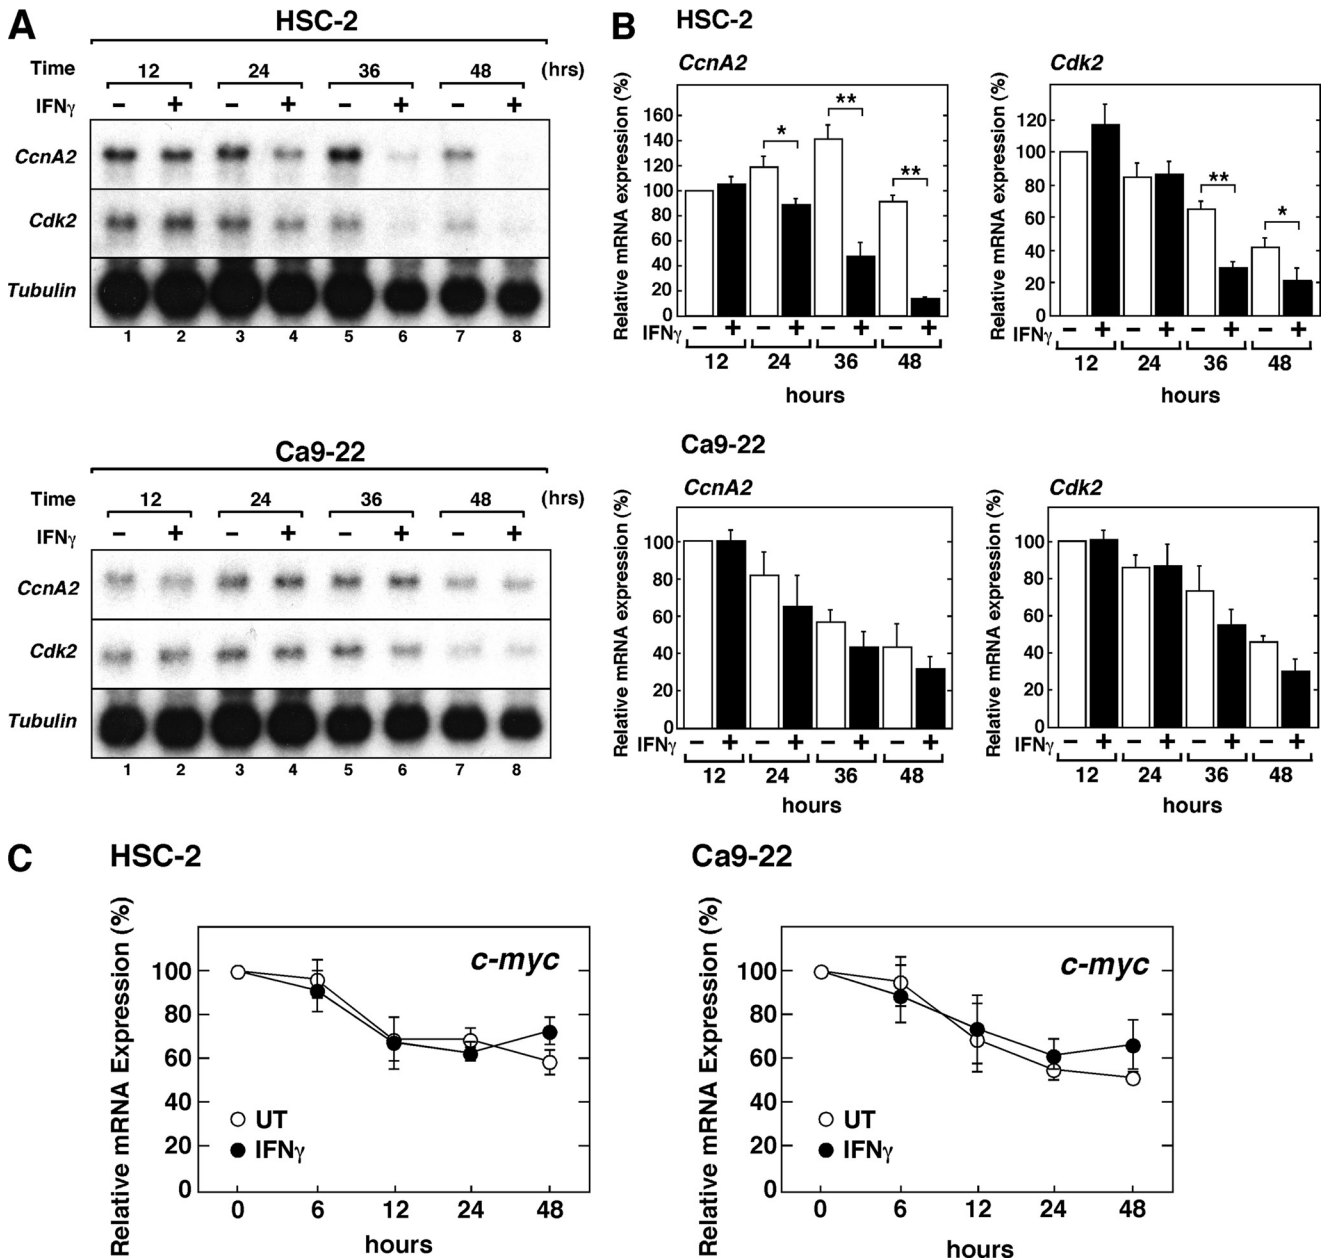 A
HSC-2
Time 12 24 36 48 (hrs)
IFNγ − + − + − + − +
CcnA2
Cdk2
Tubulin
1 2 3 4 5 6 7 8
Ca9-22
Time 12 24 36 48 (hrs)
IFNγ − + − + − + − +
CcnA2
Cdk2
Tubulin
1 2 3 4 5 6 7 8
B
HSC-2
CcnA2
Relative mRNA expression (%)
160
140
120
100
80
60
40
20
0
* ** **
IFNγ − + − + − + − +
12 24 36 48
hours
Cdk2
Relative mRNA expression (%)
120
100
80
60
40
20
0
** *
IFNγ − + − + − + − +
12 24 36 48
hours
Ca9-22
CcnA2
Relative mRNA expression (%)
100
80
60
40
20
0
IFNγ − + − + − + − +
12 24 36 48
hours
Cdk2
Relative mRNA expression (%)
100
80
60
40
20
0
IFNγ − + − + − + − +
12 24 36 48
hours
C
HSC-2
Relative mRNA Expression (%)
c-myc
100
80
60
40
20
0
UT
IFNγ
0 6 12 24 48
hours
Ca9-22
Relative mRNA Expression (%)
c-myc
100
80
60
40
20
0
UT
IFNγ
0 6 12 24 48
hours